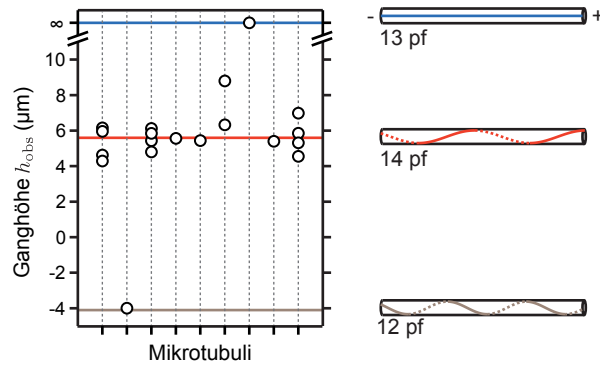 ∞
10
8
6
4
2
0
-2
-4
Ganghöhe h_obs (µm)
Mikrotubuli
- +
13 pf
14 pf
12 pf